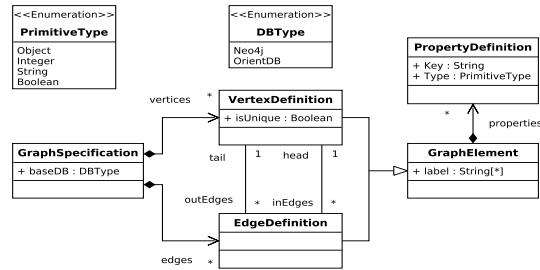 <<Enumeration>>
PrimitiveType
Object
Integer
String
Boolean
<<Enumeration>>
DBType
Neo4j
OrientDB
PropertyDefinition
+ Key : String
+ Type : PrimitiveType
vertices
*
VertexDefinition
+ isUnique : Boolean
*
properties
GraphSpecification
+ baseDB : DBType
tail
1
head
1
GraphElement
+ label : String[*]
outEdges
*
inEdges
*
EdgeDefinition
edges
*